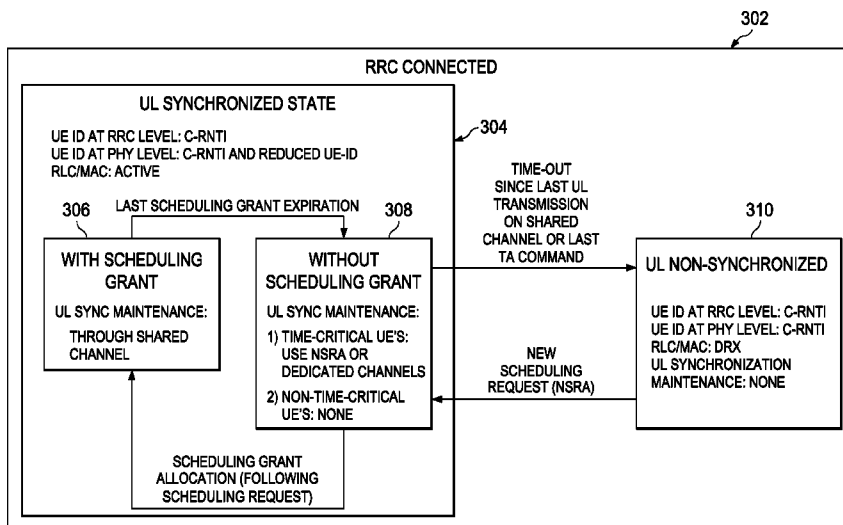 302
RRC CONNECTED
UL SYNCHRONIZED STATE
304
UE ID AT RRC LEVEL: C-RNTI
UE ID AT PHY LEVEL: C-RNTI AND REDUCED UE-ID
RLC/MAC: ACTIVE
306
LAST SCHEDULING GRANT EXPIRATION
308
WITH SCHEDULING
GRANT
UL SYNC MAINTENANCE:
THROUGH SHARED
CHANNEL
WITHOUT
SCHEDULING GRANT
UL SYNC MAINTENANCE:
1) TIME-CRITICAL UE'S:
USE NSRA OR
DEDICATED CHANNELS
2) NON-TIME-CRITICAL
UE'S: NONE
SCHEDULING GRANT
ALLOCATION (FOLLOWING
SCHEDULING REQUEST)
TIME-OUT
SINCE LAST UL
TRANSMISSION
ON SHARED
CHANNEL OR LAST
TA COMMAND
NEW
SCHEDULING
REQUEST (NSRA)
310
UL NON-SYNCHRONIZED
UE ID AT RRC LEVEL: C-RNTI
UE ID AT PHY LEVEL: C-RNTI
RLC/MAC: DRX
UL SYNCHRONIZATION
MAINTENANCE: NONE